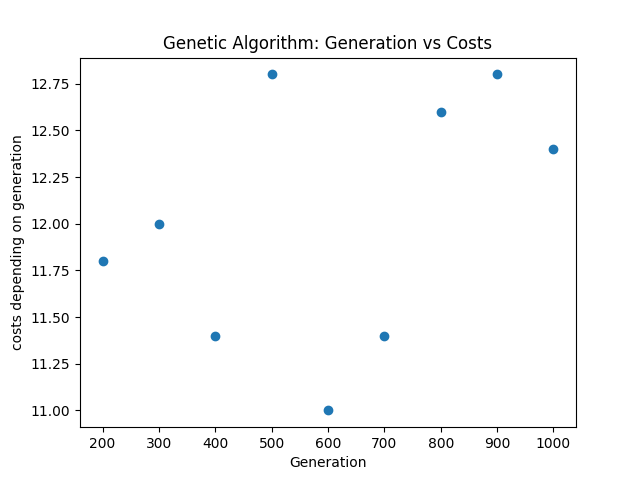 Genetic Algorithm: Generation vs Costs
12.75
12.50
12.25
12.00
11.75
11.50
11.25
11.00
costs depending on generation
200 300 400 500 600 700 800 900 1000
Generation